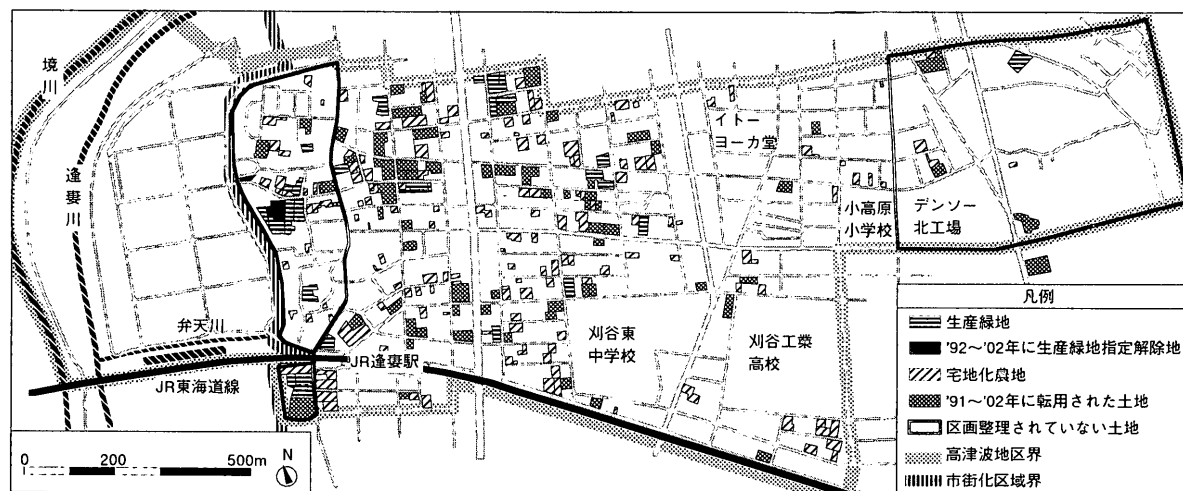 境川
逢妻川
弁天川
JR東海道線
JR逢妻駅
イトー
ヨーカ堂
小高原
小学校
デンソー
北工場
刈谷東
中学校
刈谷工業
高校
0 200 500m
N
凡例
生産緑地
'92～'02年に生産緑地指定解除地
宅地化農地
'91～'02年に転用された土地
区画整理されていない土地
高津波地区界
市街化区域界